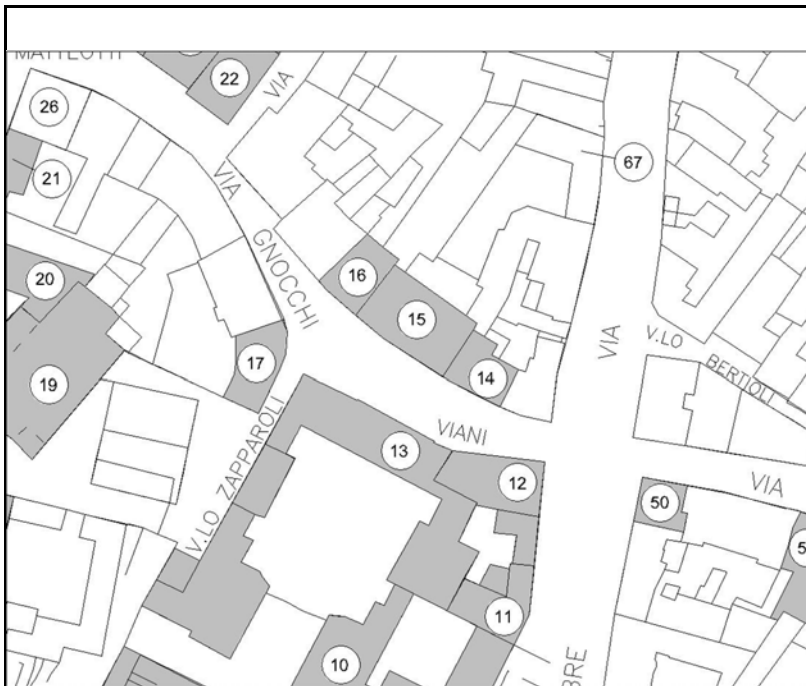 MATTEOTTI
22
VIA
26
21
67
VIA GNOCCHI VIANI
20
16
15
VIA
V.LO BERTIOLI
17
14
19
V.LO ZAPPAROLI
13
12
VIA
50
11
10
BRE